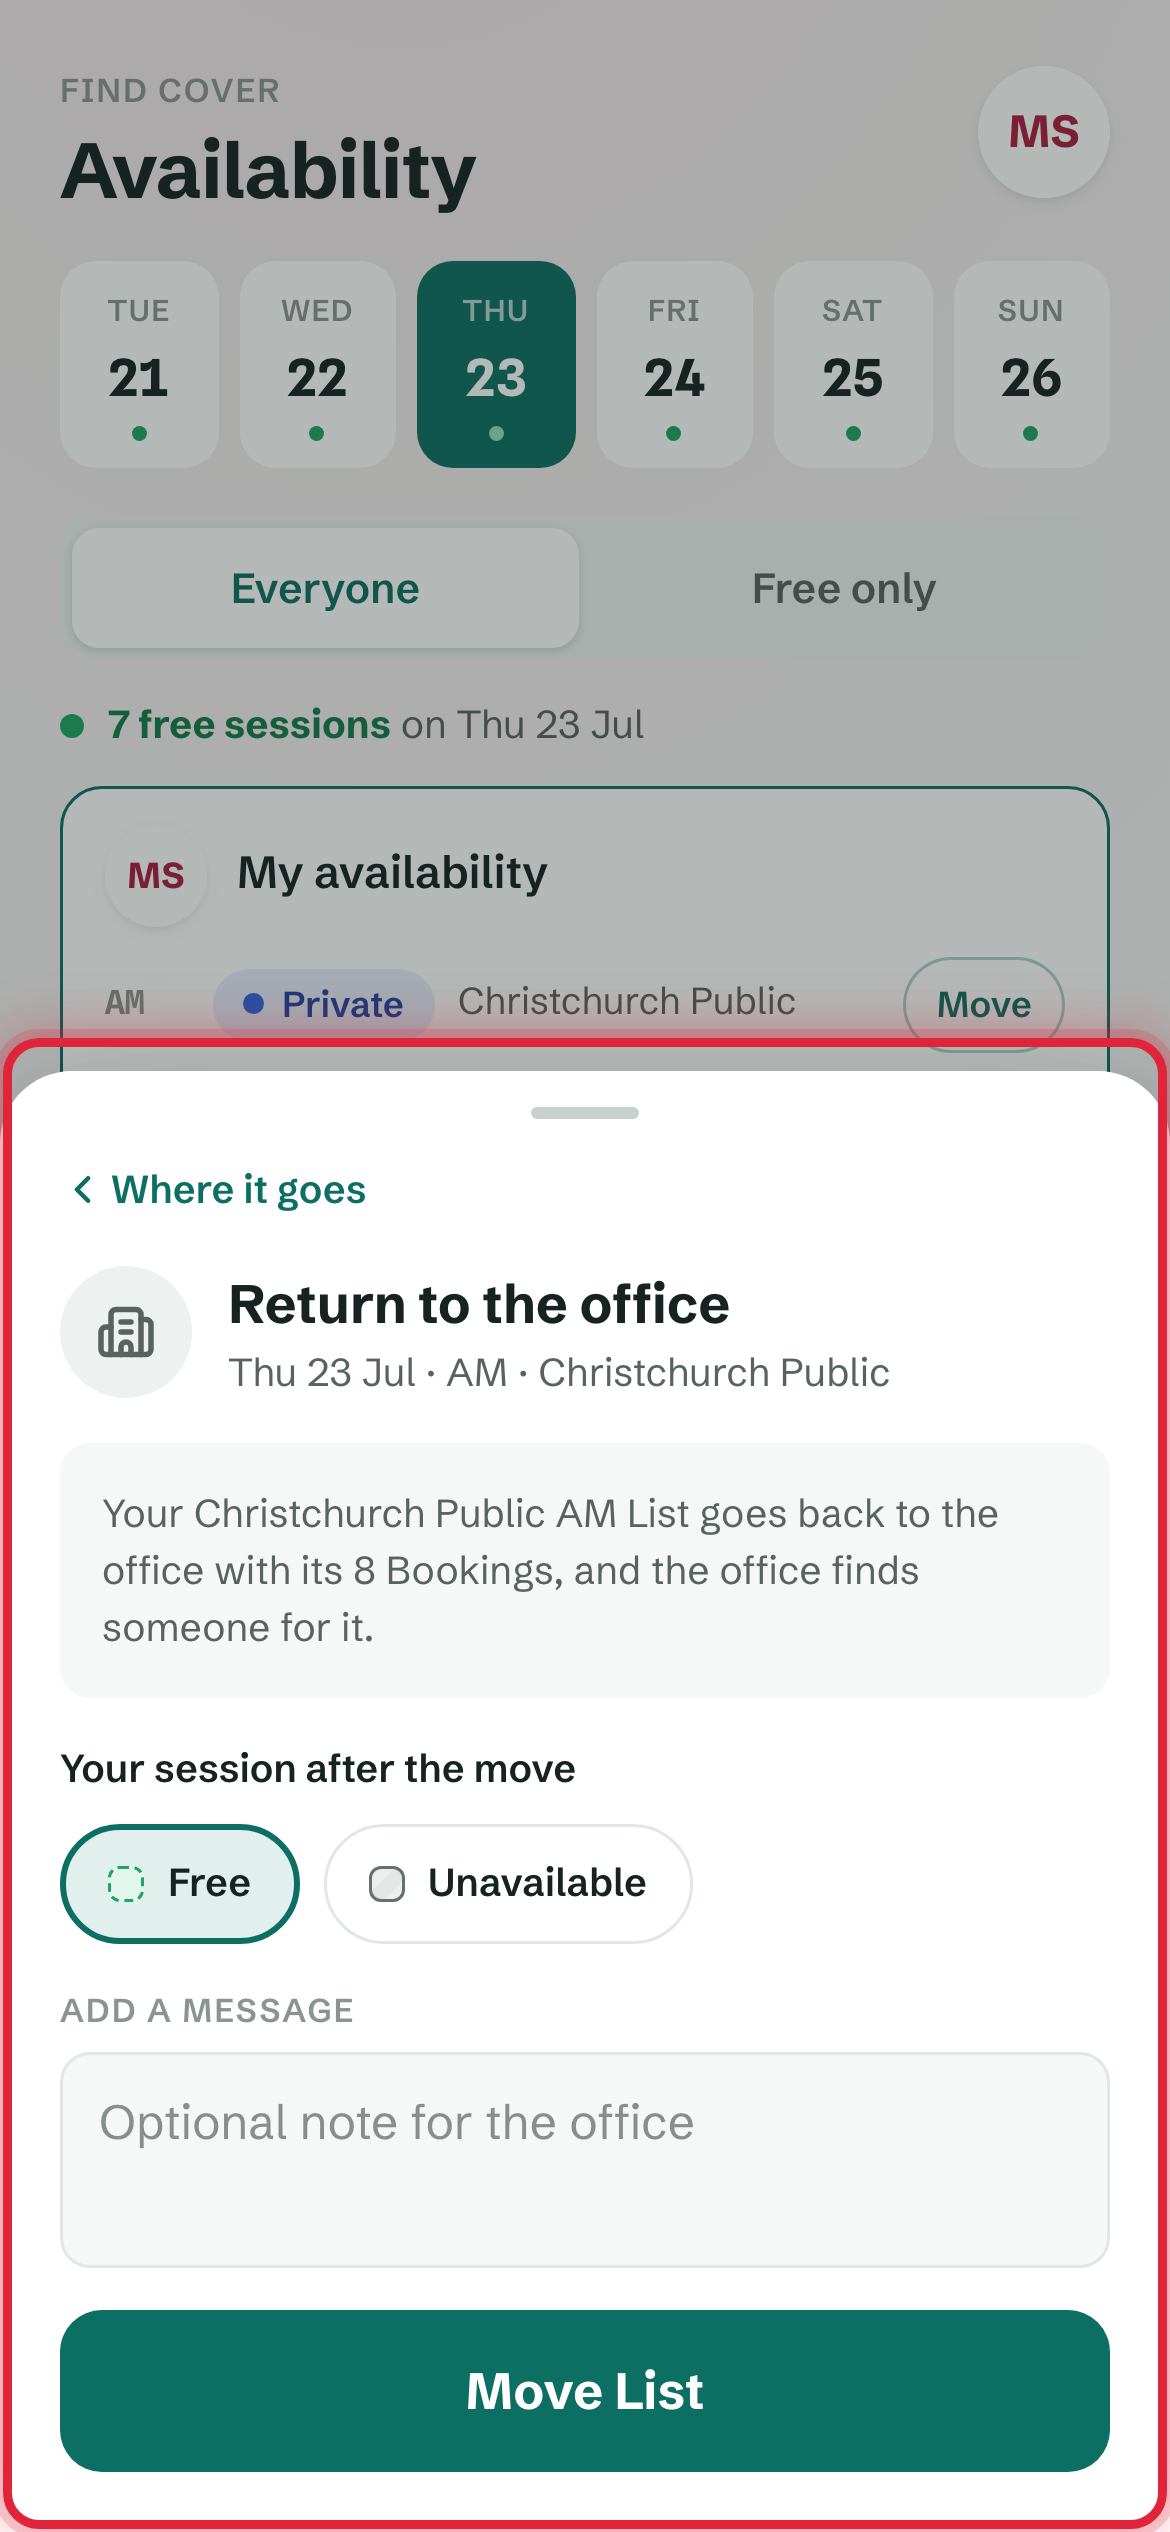 FIND COVER
MS
Availability
TUE WED THU FRI SAT SUN
21 22 23 24 25 26
Everyone Free only
7 free sessions on Thu 23 Jul
MS My availability
AM Private Christchurch Public Move
Where it goes
Return to the office
Thu 23 Jul · AM · Christchurch Public
Your Christchurch Public AM List goes back to the
office with its 8 Bookings, and the office finds
someone for it.
Your session after the move
Free Unavailable
ADD A MESSAGE
Optional note for the office
Move List